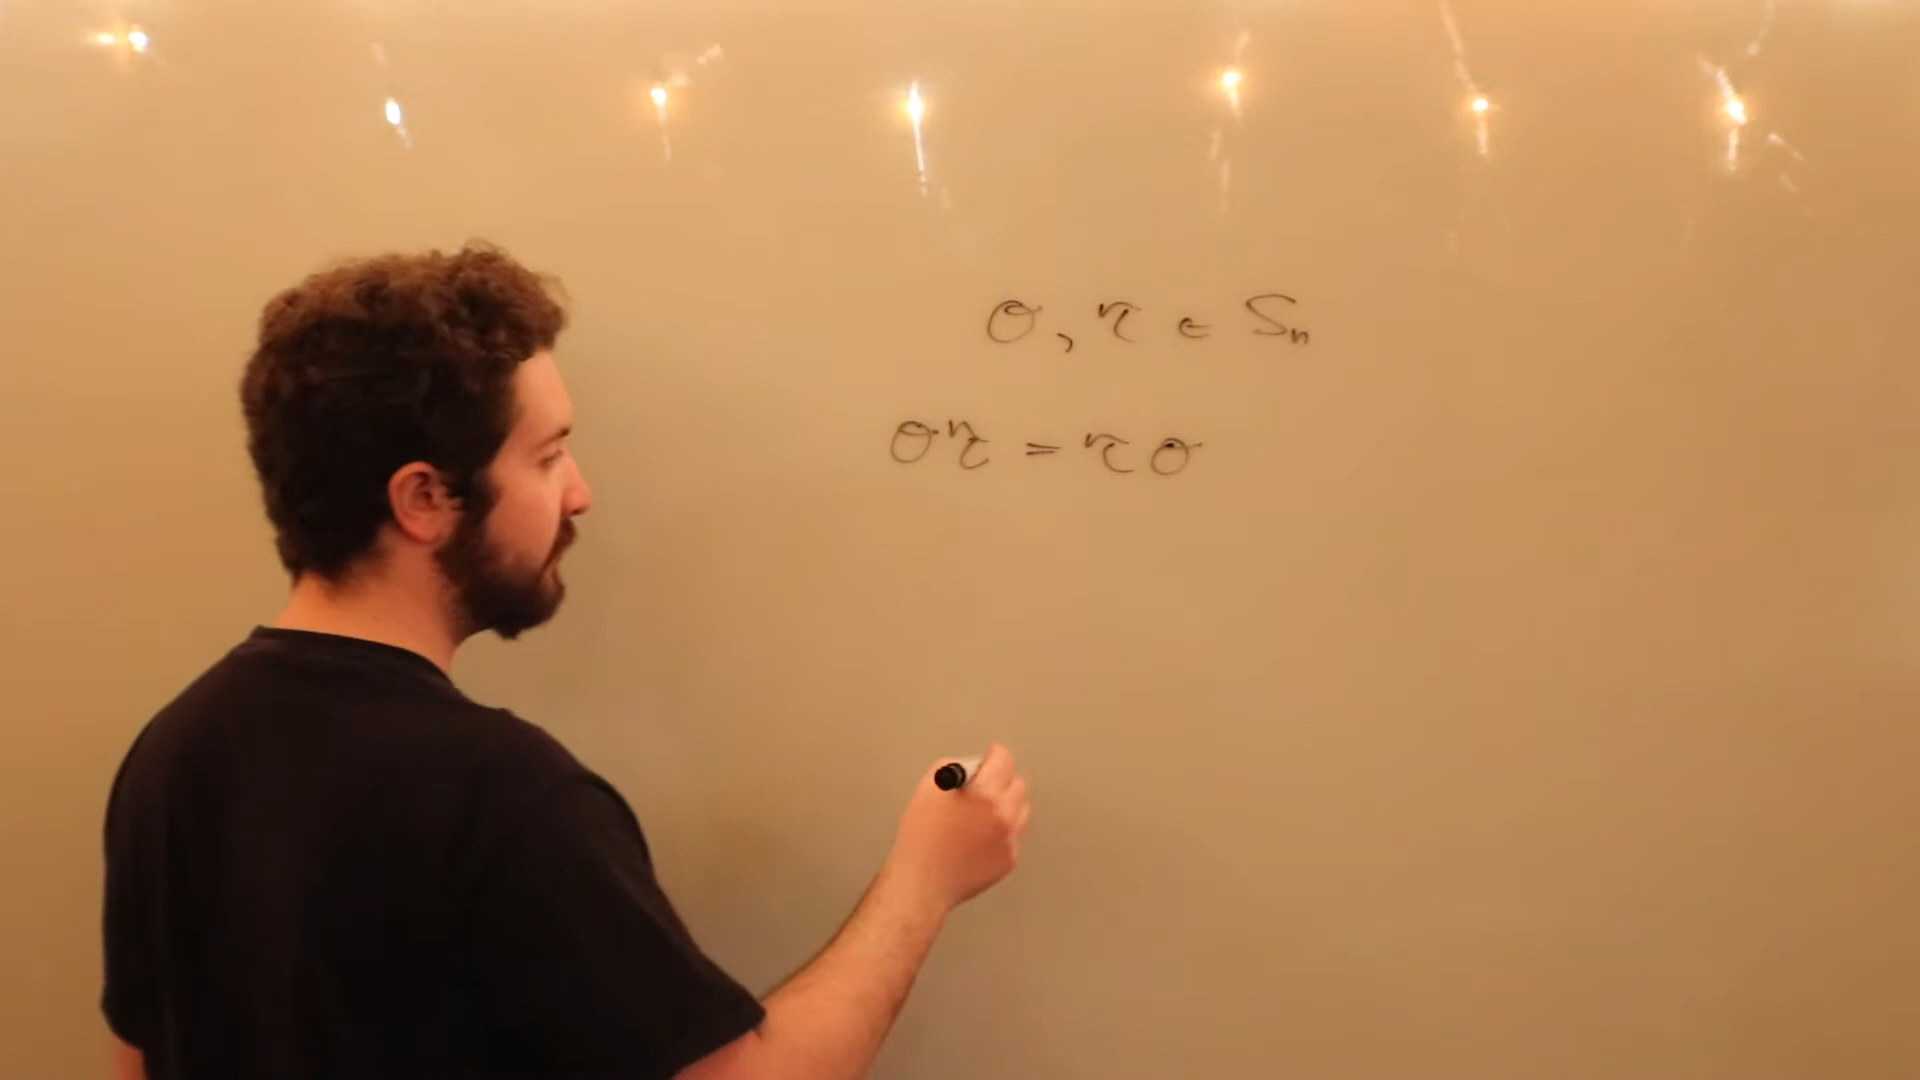 σ, τ ∈ Sₙ
στ = τσ